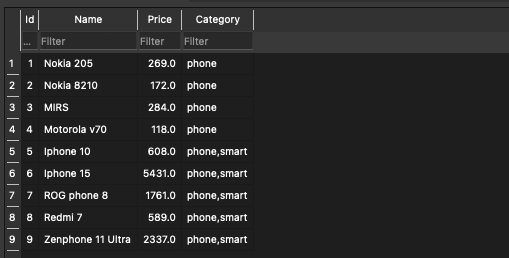 Id Name Price Category
... Filter Filter Filter
1 1 Nokia 205 269.0 phone
2 2 Nokia 8210 172.0 phone
3 3 MIRS 284.0 phone
4 4 Motorola v70 118.0 phone
5 5 Iphone 10 608.0 phone,smart
6 6 Iphone 15 5431.0 phone,smart
7 7 ROG phone 8 1761.0 phone,smart
8 8 Redmi 7 589.0 phone,smart
9 9 Zenphone 11 Ultra 2337.0 phone,smart